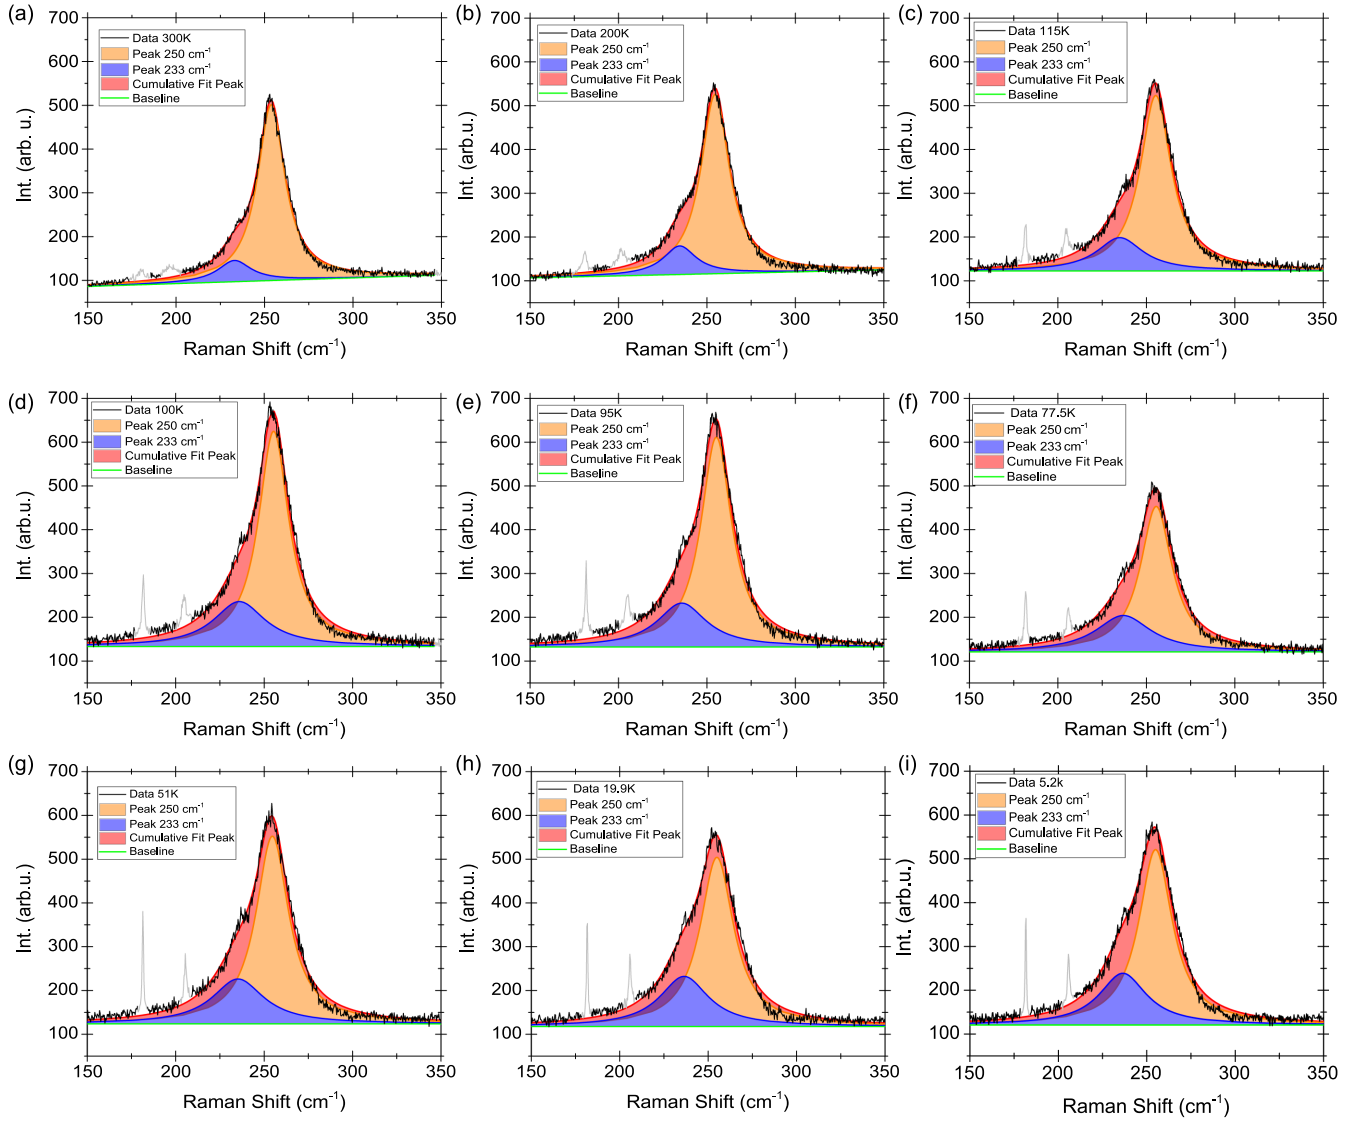 (a)
700
600
500
400
300
200
100
Int. (arb. u.)
Data 300K
Peak 250 cm⁻¹
Peak 233 cm⁻¹
Cumulative Fit Peak
Baseline
150 200 250 300 350
Raman Shift (cm⁻¹)
(b)
700
600
500
400
300
200
100
Int. (arb.u.)
Data 200K
Peak 250 cm⁻¹
Peak 233 cm⁻¹
Cumulative Fit Peak
Baseline
150 200 250 300 350
Raman Shift (cm⁻¹)
(c)
700
600
500
400
300
200
100
Int. (arb.u.)
Data 115K
Peak 250 cm⁻¹
Peak 233 cm⁻¹
Cumulative Fit Peak
Baseline
150 200 250 300 350
Raman Shift (cm⁻¹)
(d)
700
600
500
400
300
200
100
Int. (arb.u.)
Data 100K
Peak 250 cm⁻¹
Peak 233 cm⁻¹
Cumulative Fit Peak
Baseline
150 200 250 300 350
Raman Shift (cm⁻¹)
(e)
700
600
500
400
300
200
100
Int. (arb.u.)
Data 95K
Peak 250 cm⁻¹
Peak 233 cm⁻¹
Cumulative Fit Peak
Baseline
150 200 250 300 350
Raman Shift (cm⁻¹)
(f)
700
600
500
400
300
200
100
Int. (arb.u.)
Data 77.5K
Peak 250 cm⁻¹
Peak 233 cm⁻¹
Cumulative Fit Peak
Baseline
150 200 250 300 350
Raman Shift (cm⁻¹)
(g)
700
600
500
400
300
200
100
Int. (arb.u.)
Data 51K
Peak 250 cm⁻¹
Peak 233 cm⁻¹
Cumulative Fit Peak
Baseline
150 200 250 300 350
Raman Shift (cm⁻¹)
(h)
700
600
500
400
300
200
100
Int. (arb.u.)
Data 19.9K
Peak 250 cm⁻¹
Peak 233 cm⁻¹
Cumulative Fit Peak
Baseline
150 200 250 300 350
Raman Shift (cm⁻¹)
(i)
700
600
500
400
300
200
100
Int. (arb.u.)
Data 5.2k
Peak 250 cm⁻¹
Peak 233 cm⁻¹
Cumulative Fit Peak
Baseline
150 200 250 300 350
Raman Shift (cm⁻¹)